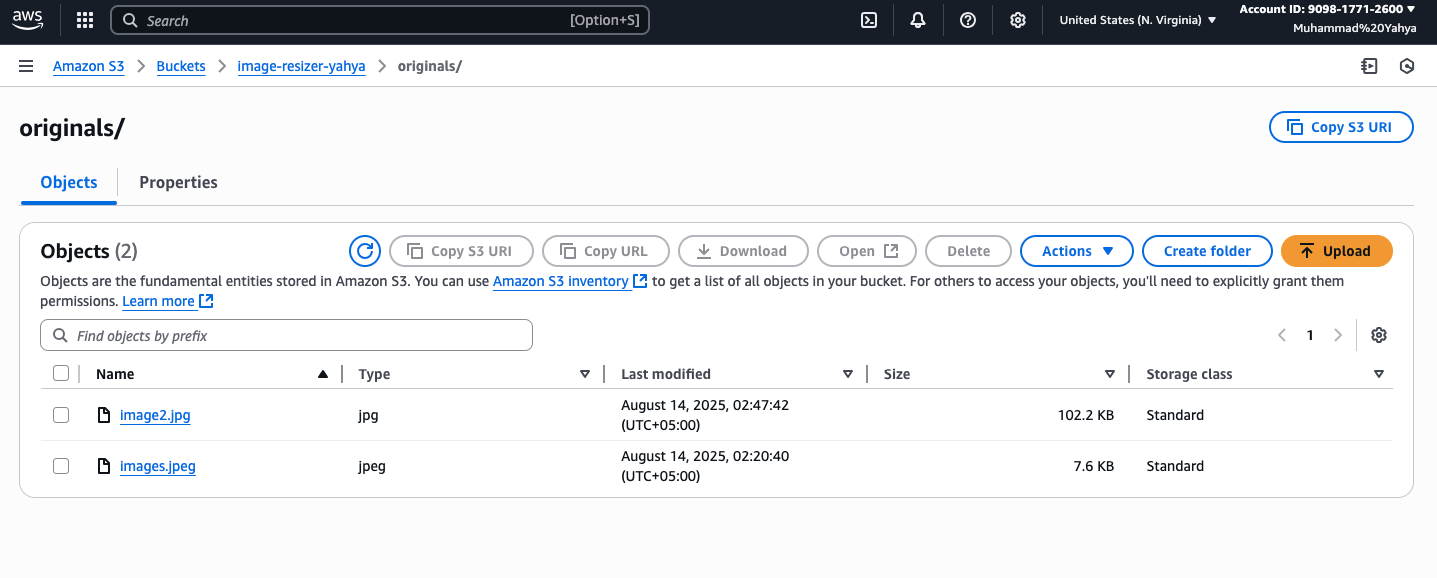 aws
Search [Option+S]
United States (N. Virginia)
Account ID: 9098-1771-2600
Muhammad%20Yahya
Amazon S3 > Buckets > image-resizer-yahya > originals/
originals/
Copy S3 URI
Objects
Properties
Objects (2)
Copy S3 URI
Copy URL
Download
Open
Delete
Actions
Create folder
Upload
Objects are the fundamental entities stored in Amazon S3. You can use Amazon S3 inventory to get a list of all objects in your bucket. For others to access your objects, you'll need to explicitly grant them
permissions. Learn more
Find objects by prefix
1
Name Type Last modified Size Storage class
image2.jpg jpg August 14, 2025, 02:47:42 (UTC+05:00) 102.2 KB Standard
images.jpeg jpeg August 14, 2025, 02:20:40 (UTC+05:00) 7.6 KB Standard